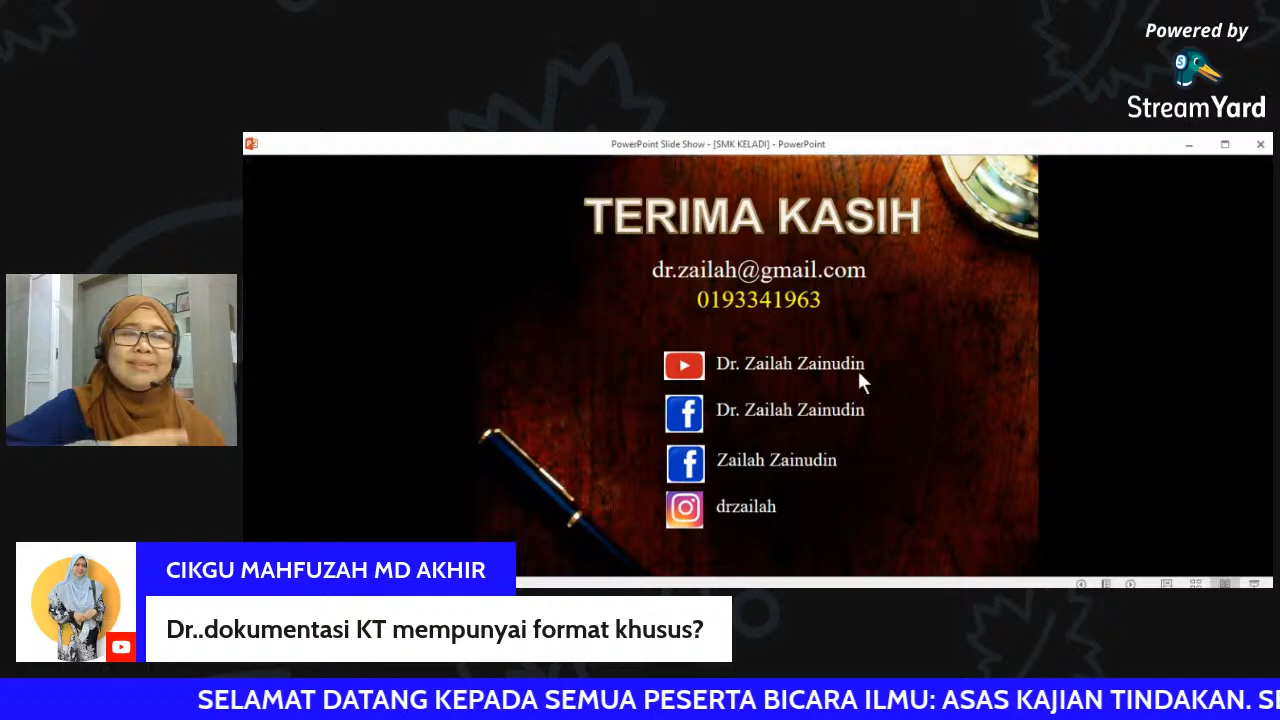 Powered by
StreamYard
PowerPoint Slide Show - [SMK KELADI] - PowerPoint
TERIMA KASIH
dr.zailah@gmail.com
0193341963
Dr. Zailah Zainudin
Dr. Zailah Zainudin
Zailah Zainudin
drzailah
CIKGU MAHFUZAH MD AKHIR
Dr..dokumentasi KT mempunyai format khusus?
SELAMAT DATANG KEPADA SEMUA PESERTA BICARA ILMU: ASAS KAJIAN TINDAKAN.